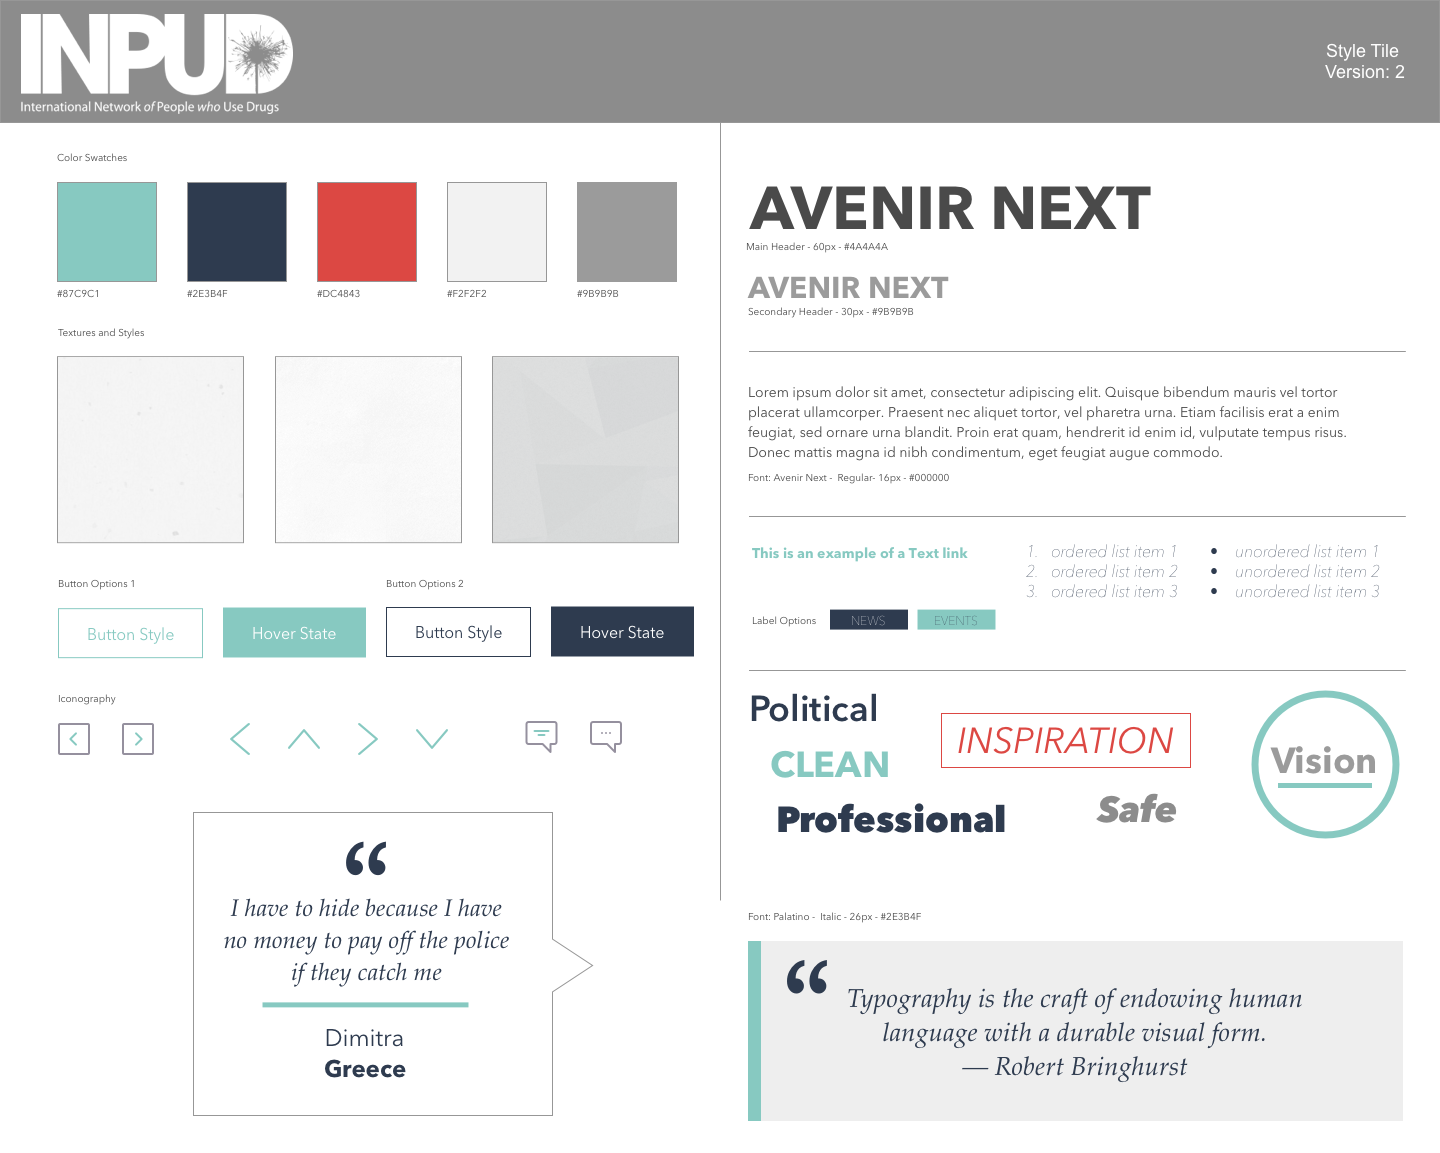 INPUD
International Network of People who Use Drugs
Style Tile
Version: 2
Color Swatches
#87C9C1
#2E3B4F
#DC4843
#F2F2F2
#9B9B9B
Textures and Styles
Button Options 1
Button Options 2
Button Style
Hover State
Button Style
Hover State
Iconography
“
I have to hide because I have
no money to pay off the police
if they catch me
Dimitra
Greece
AVENIR NEXT
Main Header - 60px - #4A4A4A
AVENIR NEXT
Secondary Header - 30px - #9B9B9B
Lorem ipsum dolor sit amet, consectetur adipiscing elit. Quisque bibendum mauris vel tortor
placerat ullamcorper. Praesent nec aliquet tortor, vel pharetra urna. Etiam facilisis erat a enim
feugiat, sed ornare urna blandit. Proin erat quam, hendrerit id enim id, vulputate tempus risus.
Donec mattis magna id nibh condimentum, eget feugiat augue commodo.
Font: Avenir Next -  Regular- 16px - #000000
This is an example of a Text link
1. ordered list item 1
2. ordered list item 2
3. ordered list item 3
• unordered list item 1
• unordered list item 2
• unordered list item 3
Label Options
NEWS
EVENTS
Political
CLEAN
Professional
INSPIRATION
Safe
Vision
Font: Palatino -  Italic - 26px - #2E3B4F
“
Typography is the craft of endowing human
language with a durable visual form.
— Robert Bringhurst